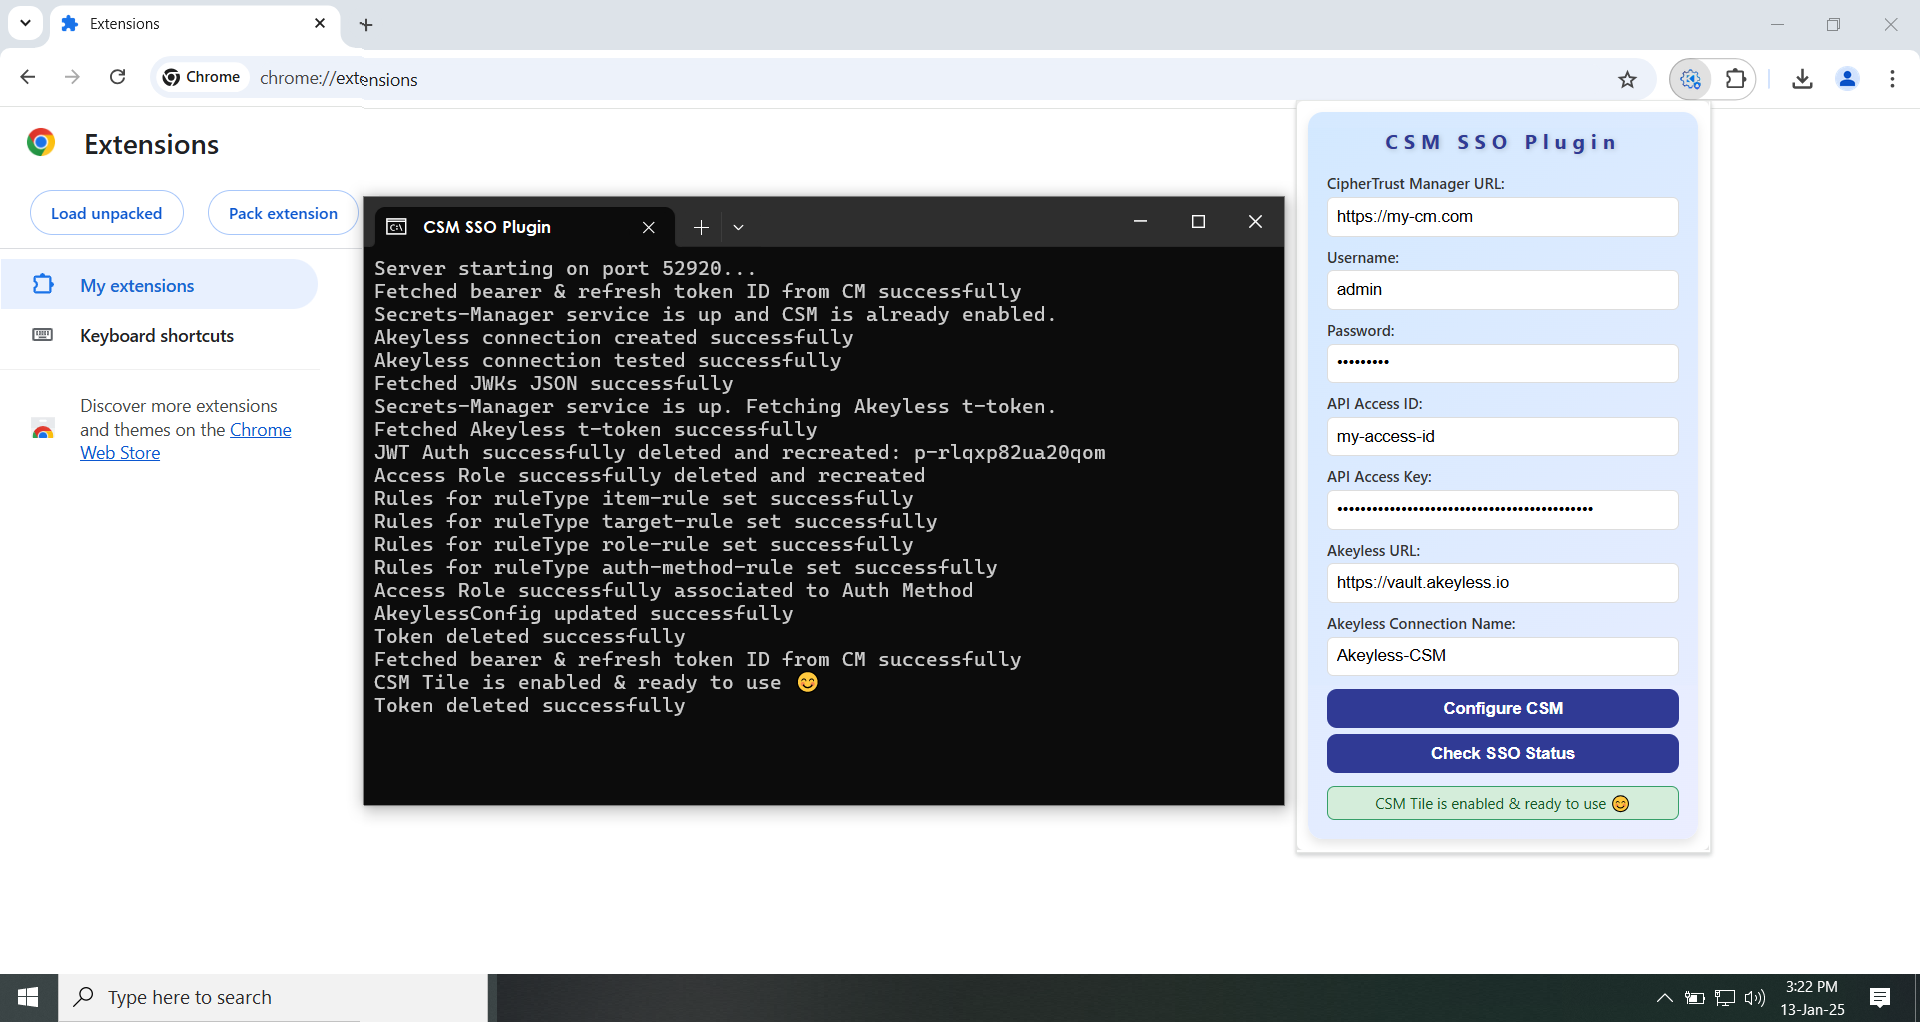 Extensions
Chrome
chrome://extensions
Extensions
Load unpacked
Pack extension
My extensions
Keyboard shortcuts
Discover more extensions
and themes on the Chrome
Web Store
CSM SSO Plugin
Server starting on port 52920...
Fetched bearer & refresh token ID from CM successfully
Secrets-Manager service is up and CSM is already enabled.
Akeyless connection created successfully
Akeyless connection tested successfully
Fetched JWKs JSON successfully
Secrets-Manager service is up. Fetching Akeyless t-token.
Fetched Akeyless t-token successfully
JWT Auth successfully deleted and recreated: p-rlqxp82ua20qom
Access Role successfully deleted and recreated
Rules for ruleType item-rule set successfully
Rules for ruleType target-rule set successfully
Rules for ruleType role-rule set successfully
Rules for ruleType auth-method-rule set successfully
Access Role successfully associated to Auth Method
AkeylessConfig updated successfully
Token deleted successfully
Fetched bearer & refresh token ID from CM successfully
CSM Tile is enabled & ready to use 😊
Token deleted successfully
CSM SSO Plugin
CipherTrust Manager URL:
https://my-cm.com
Username:
admin
Password:
•••••••••
API Access ID:
my-access-id
API Access Key:
••••••••••••••••••••••••••••••••••••••••••••
Akeyless URL:
https://vault.akeyless.io
Akeyless Connection Name:
Akeyless-CSM
Configure CSM
Check SSO Status
CSM Tile is enabled & ready to use 😊
Type here to search
3:22 PM
13-Jan-25